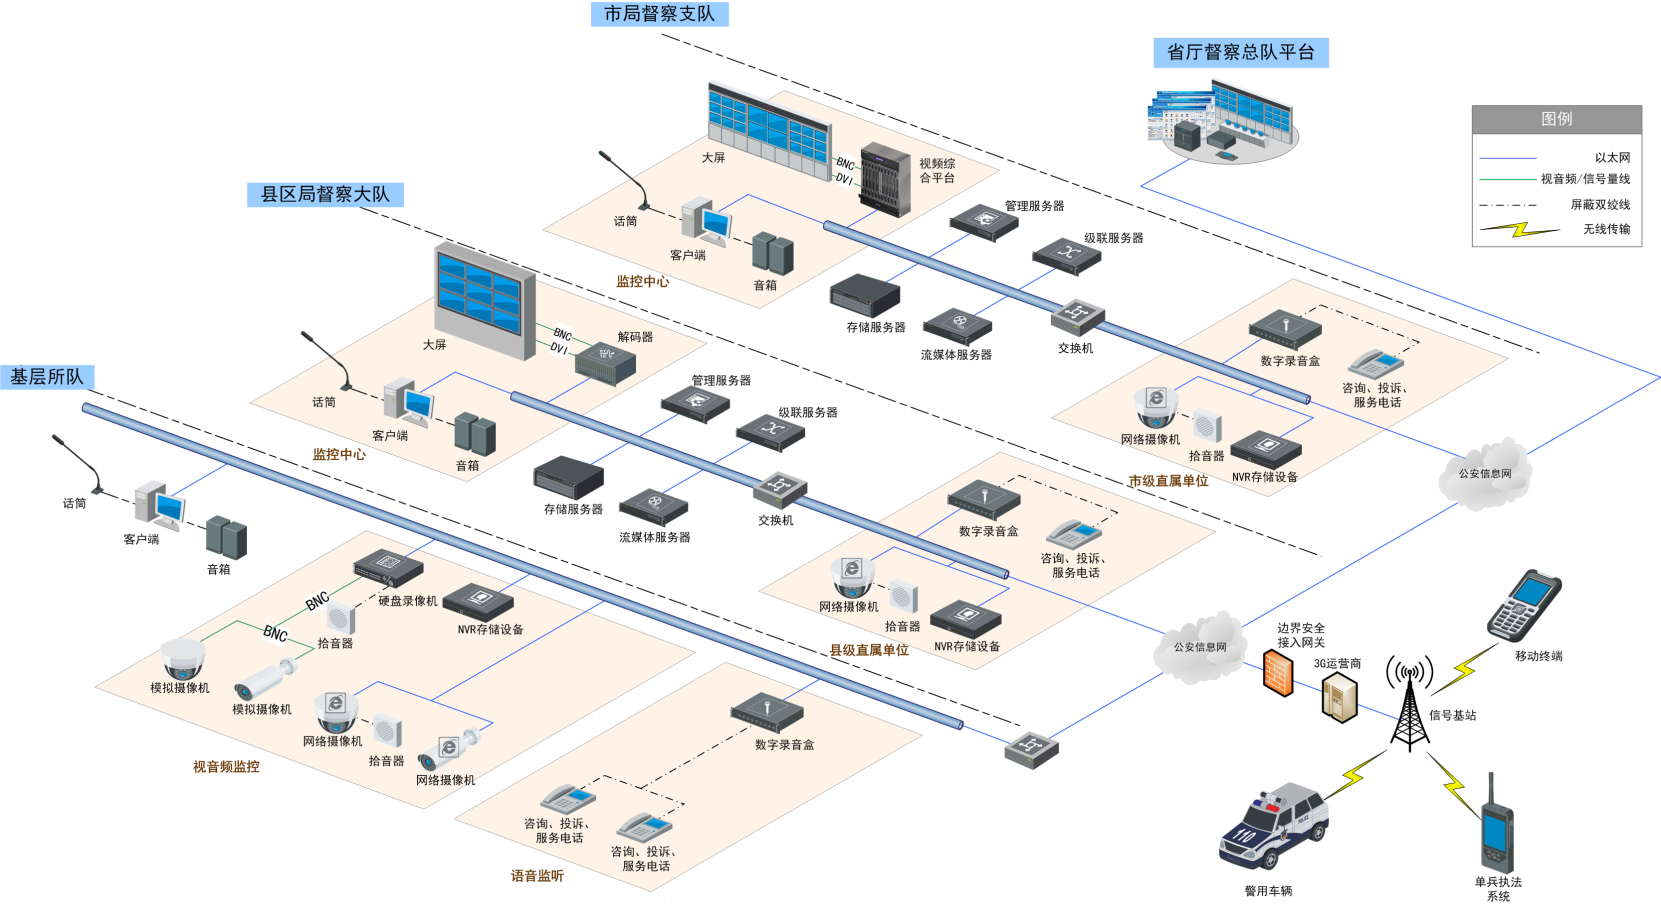 市局督察支队
省厅督察总队平台
图例
以太网
视音频/信号量线
屏蔽双绞线
无线传输
大屏
BNC
DVI
视频综
合平台
话筒
客户端
音箱
监控中心
管理服务器
级联服务器
存储服务器
流媒体服务器
交换机
数字录音盒
咨询、投诉、
服务电话
网络摄像机
拾音器
NVR存储设备
市级直属单位
公安信息网
县区局督察大队
大屏
BNC
DVI
解码器
话筒
客户端
音箱
监控中心
管理服务器
级联服务器
存储服务器
流媒体服务器
交换机
数字录音盒
咨询、投诉、
服务电话
网络摄像机
拾音器
NVR存储设备
县级直属单位
公安信息网
基层所队
话筒
客户端
音箱
硬盘录像机
BNC
BNC
拾音器
NVR存储设备
模拟摄像机
模拟摄像机
网络摄像机
拾音器
网络摄像机
视音频监控
数字录音盒
咨询、投诉、
服务电话
咨询、投诉、
服务电话
语音监听
边界安全
接入网关
3G运营商
信号基站
移动终端
110
POLICE
警用车辆
单兵执法
系统